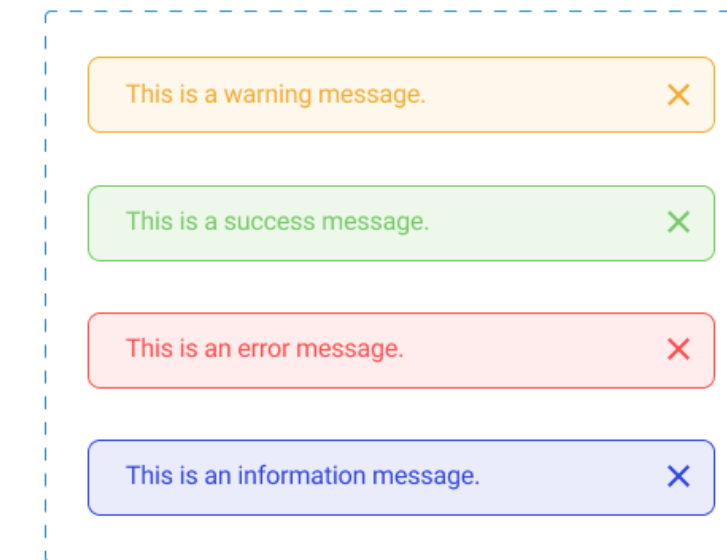 This is a warning message.
This is a success message.
This is an error message.
This is an information message.